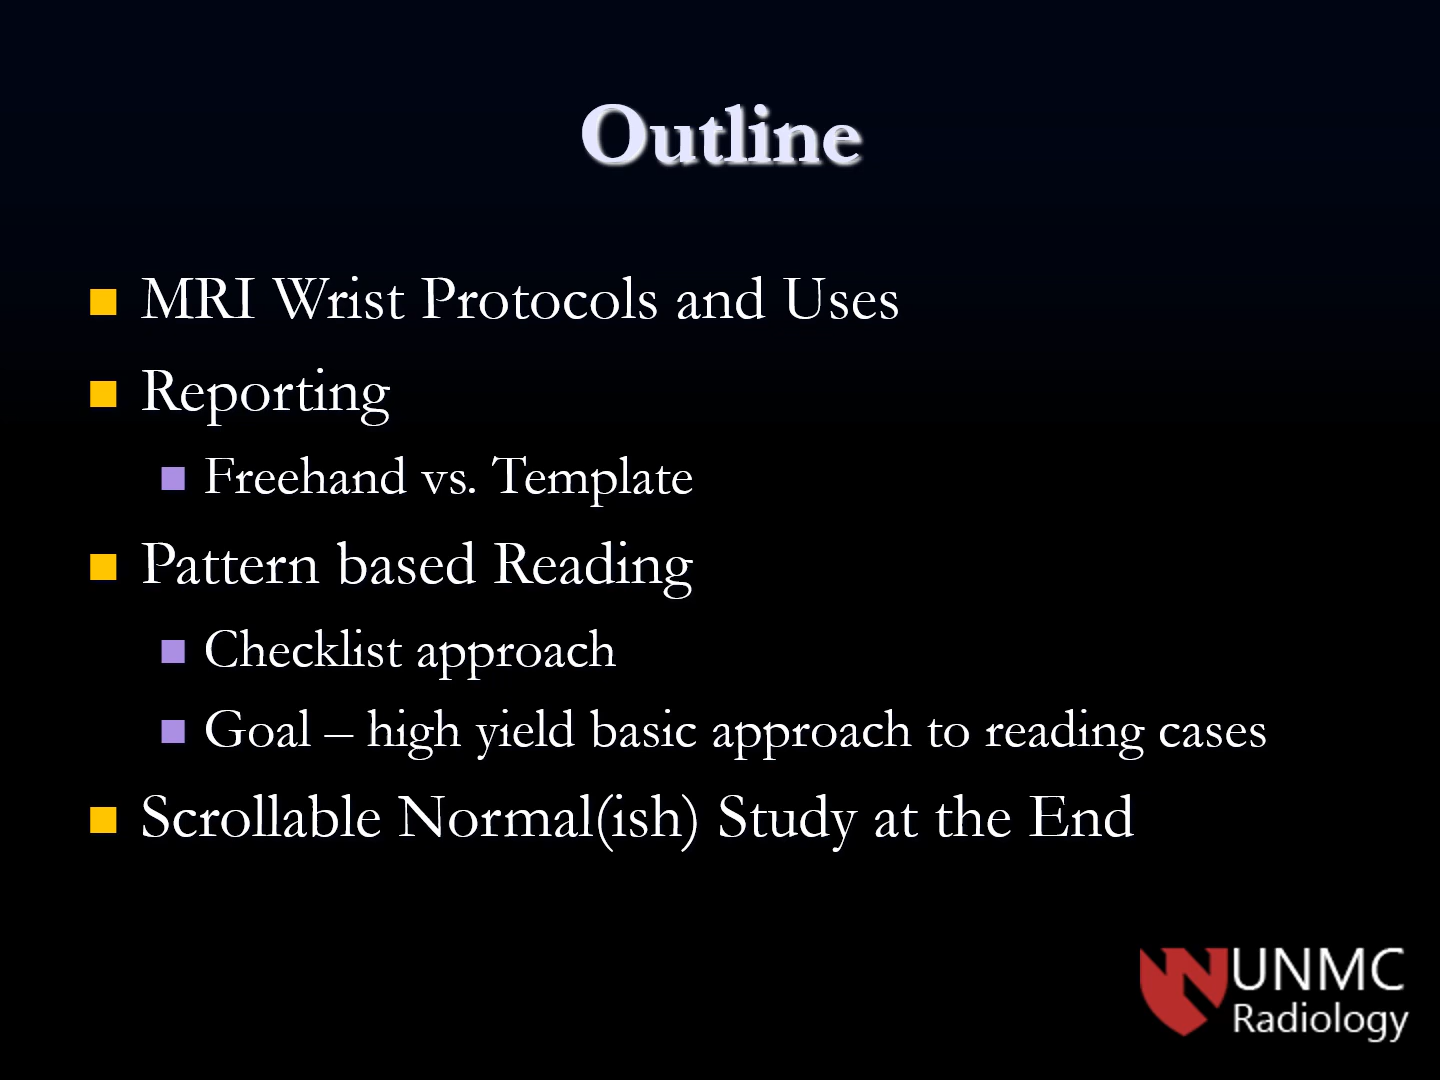 Outline
MRI Wrist Protocols and Uses
Reporting
Freehand vs. Template
Pattern based Reading
Checklist approach
Goal – high yield basic approach to reading cases
Scrollable Normal(ish) Study at the End
UNMC
Radiology